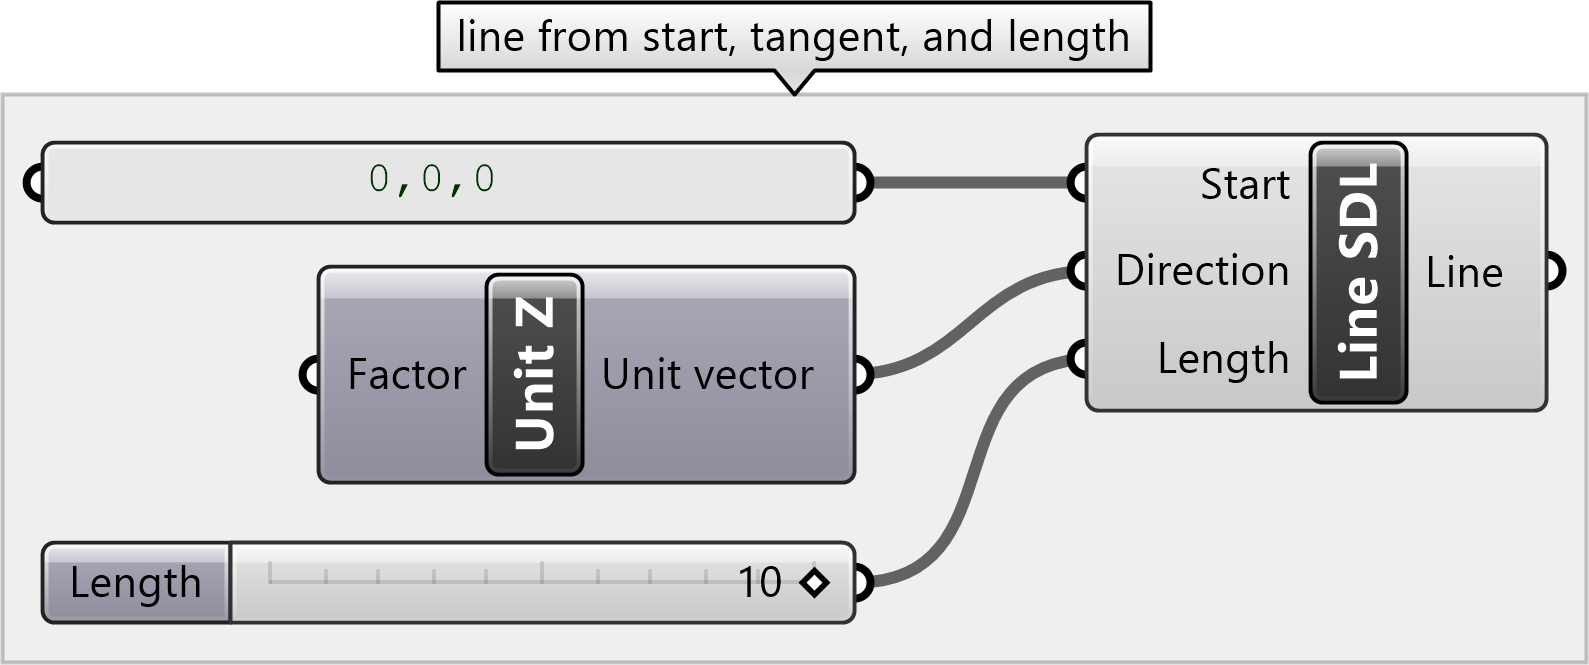 line from start, tangent, and length
0,0,0
Start
Direction
Length
Line SDL
Line
Factor
Unit Z
Unit vector
Length
10